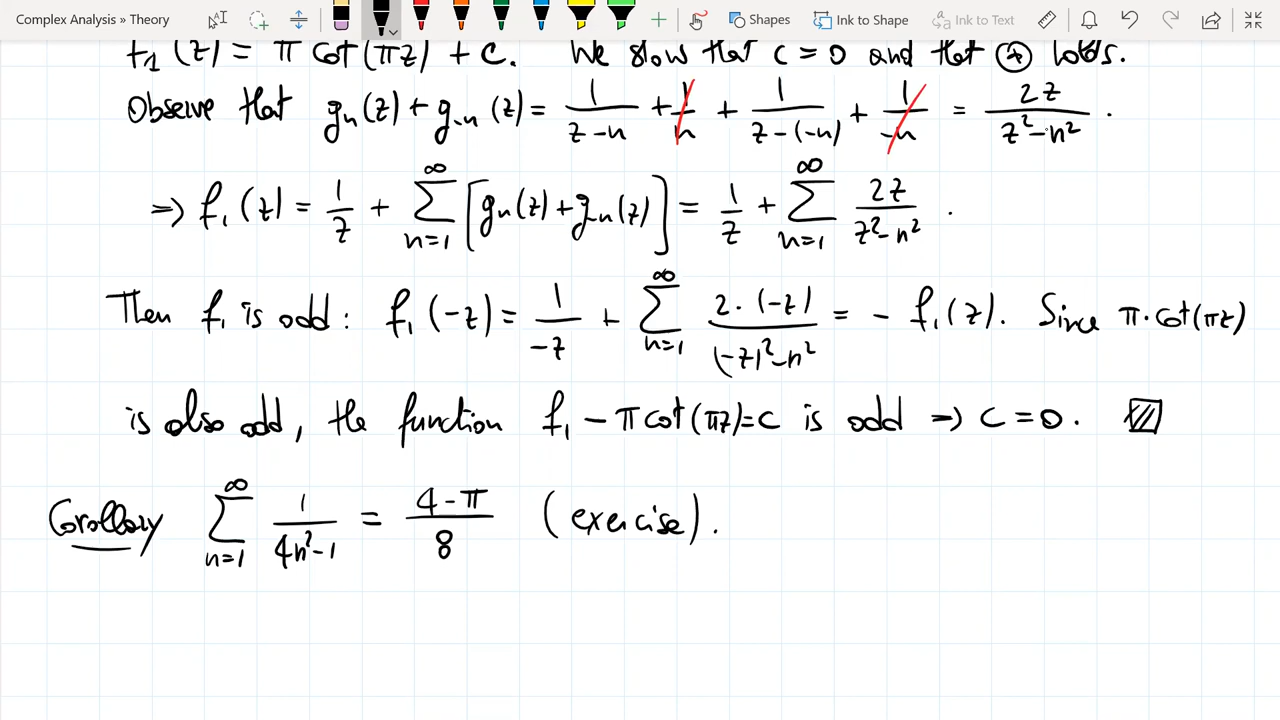 Complex Analysis » Theory Shapes Ink to Shape Ink to Text
f₁(z) = π cot(πz) + c. We show that c = 0 and that ⊛ holds.
Observe that gₙ(z) + g₋ₙ(z) = 1/(z-n) + 1/n + 1/(z-(-n)) + 1/(-n) = 2z/(z²-n²).
⇒ f₁(z) = 1/z + ∑_{n=1}^{∞} [gₙ(z) + g₋ₙ(z)] = 1/z + ∑_{n=1}^{∞} 2z/(z²-n²).
Then f₁ is odd: f₁(-z) = 1/(-z) + ∑_{n=1}^{∞} 2·(-z)/((-z)²-n²) = - f₁(z). Since π·cot(πz)
is also odd, the function f₁ - π cot(πz) = c is odd ⇒ c = 0.
Corollary ∑_{n=1}^{∞} 1/(4n²-1) = (4-π)/8 (exercise).